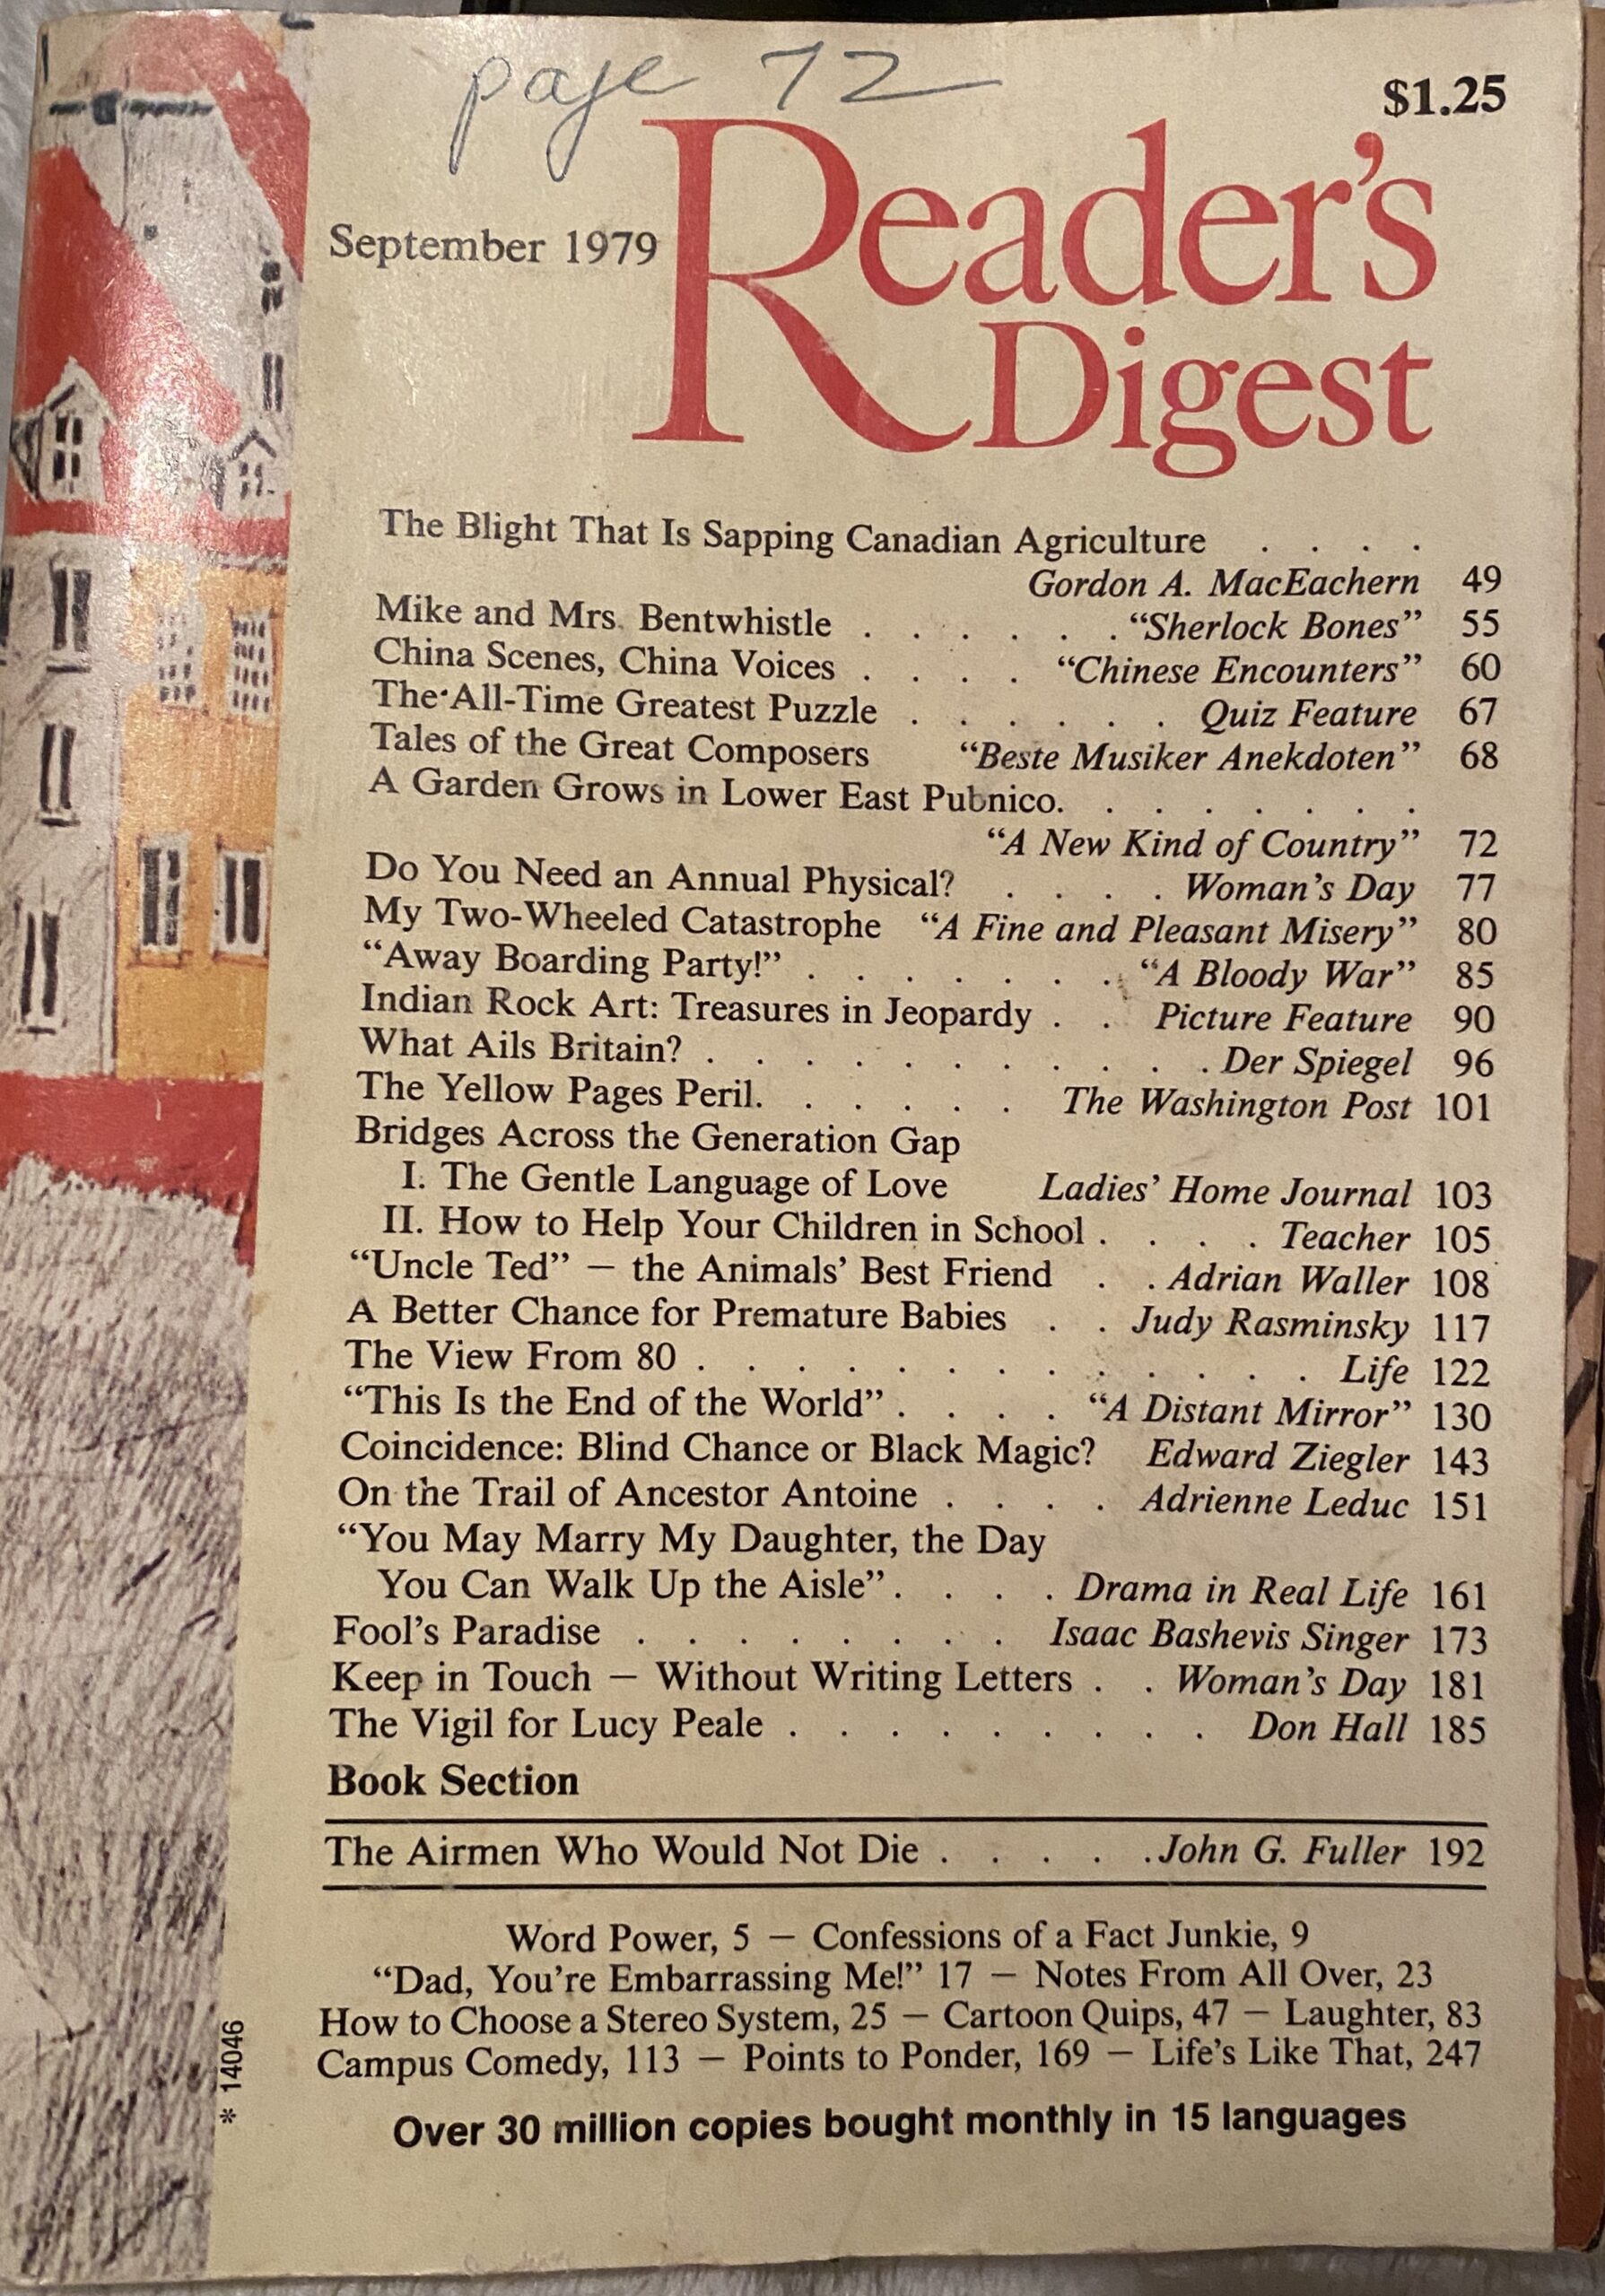 page 72
$1.25
September 1979
Reader's
Digest
The Blight That Is Sapping Canadian Agriculture . . . .
Gordon A. MacEachern 49
Mike and Mrs. Bentwhistle . . . . . . "Sherlock Bones" 55
China Scenes, China Voices . . . . "Chinese Encounters" 60
The All-Time Greatest Puzzle . . . . . . Quiz Feature 67
Tales of the Great Composers "Beste Musiker Anekdoten" 68
A Garden Grows in Lower East Pubnico. . . . . . . .
"A New Kind of Country" 72
Do You Need an Annual Physical? . . . . Woman's Day 77
My Two-Wheeled Catastrophe "A Fine and Pleasant Misery" 80
"Away Boarding Party!" . . . . . . . "A Bloody War" 85
Indian Rock Art: Treasures in Jeopardy . . Picture Feature 90
What Ails Britain? . . . . . . . . . . . Der Spiegel 96
The Yellow Pages Peril. . . . . . The Washington Post 101
Bridges Across the Generation Gap
I. The Gentle Language of Love Ladies' Home Journal 103
II. How to Help Your Children in School . . . . Teacher 105
"Uncle Ted" — the Animals' Best Friend . . Adrian Waller 108
A Better Chance for Premature Babies . . Judy Rasminsky 117
The View From 80 . . . . . . . . . . . . Life 122
"This Is the End of the World" . . . . "A Distant Mirror" 130
Coincidence: Blind Chance or Black Magic? Edward Ziegler 143
On the Trail of Ancestor Antoine . . . . Adrienne Leduc 151
"You May Marry My Daughter, the Day
You Can Walk Up the Aisle" . . . . Drama in Real Life 161
Fool's Paradise . . . . . . . . Isaac Bashevis Singer 173
Keep in Touch — Without Writing Letters . . Woman's Day 181
The Vigil for Lucy Peale . . . . . . . . . Don Hall 185
Book Section
The Airmen Who Would Not Die . . . . . John G. Fuller 192
Word Power, 5 — Confessions of a Fact Junkie, 9
"Dad, You're Embarrassing Me!" 17 — Notes From All Over, 23
How to Choose a Stereo System, 25 — Cartoon Quips, 47 — Laughter, 83
Campus Comedy, 113 — Points to Ponder, 169 — Life's Like That, 247
Over 30 million copies bought monthly in 15 languages
* 14046